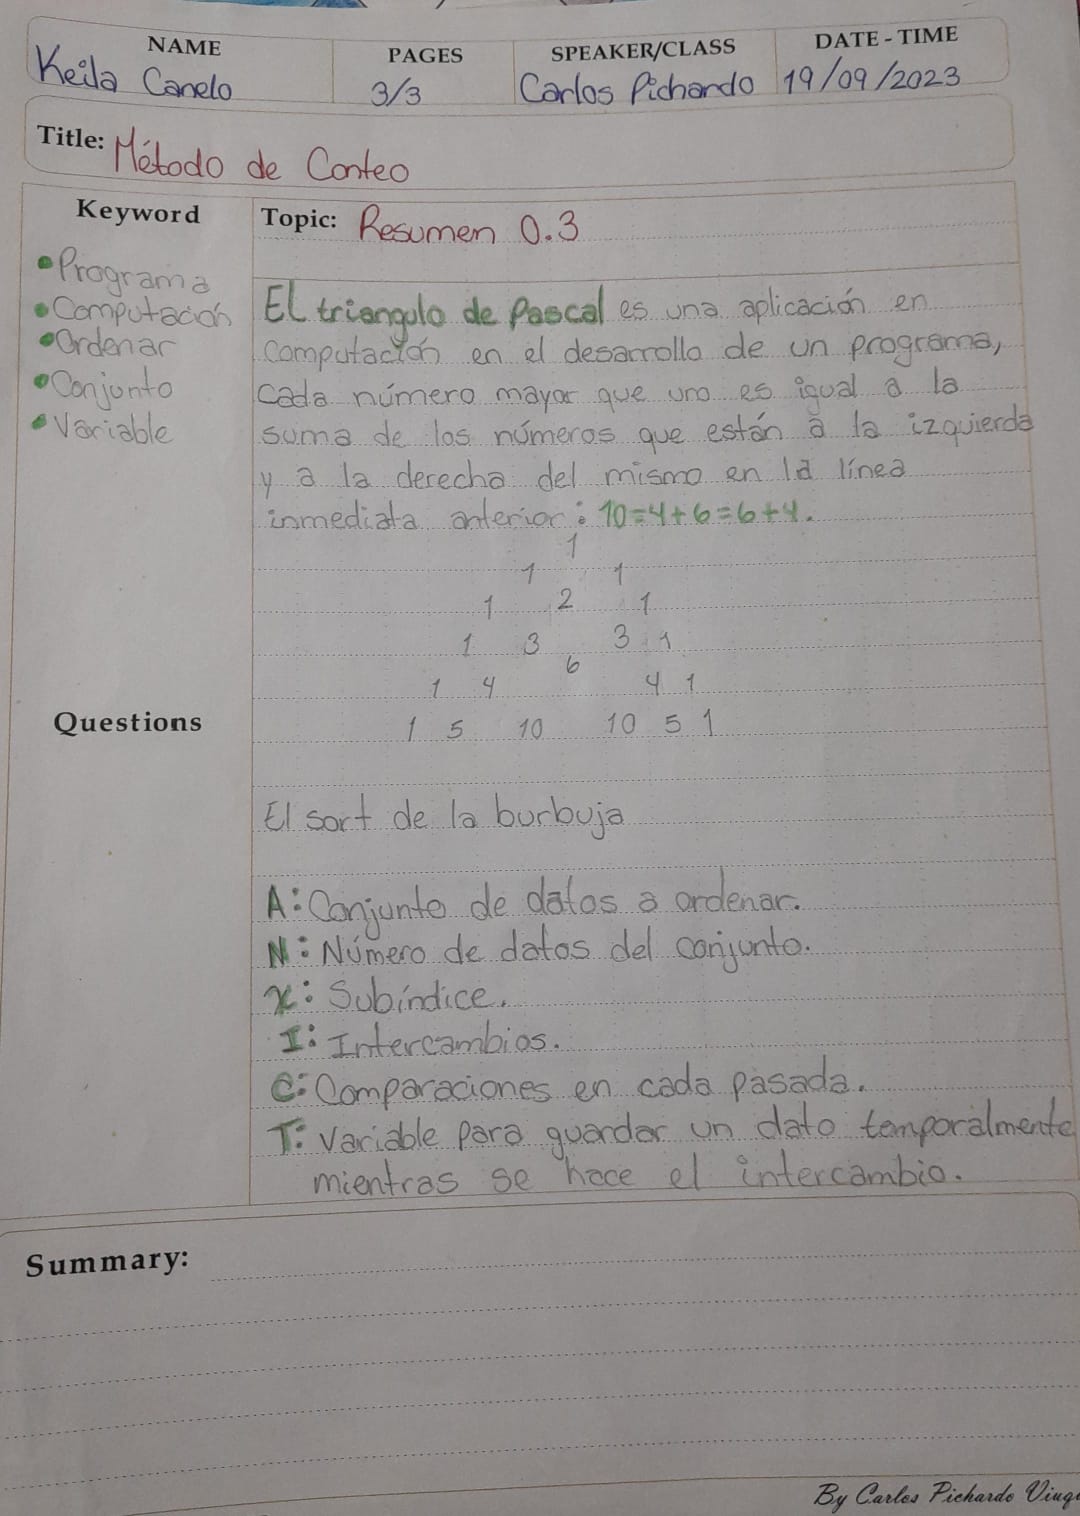 NAME PAGES SPEAKER/CLASS DATE - TIME
Keila Canelo 3/3 Carlos Pichardo 19/09/2023
Title: Método de Conteo
Keyword
• Programa
• Computación
• Ordenar
• Conjunto
• Variable
Topic: Resumen 0.3
El triangulo de Pascal es una aplicación en
computación en el desarrollo de un programa,
cada número mayor que uno es igual a la
suma de los números que están a la izquierda
y a la derecha del mismo en la línea
inmediata anterior: 10=4+6=6+4.
1
1 1
1 2 1
1 3 3 1
1 4 6 4 1
1 5 10 10 5 1
Questions
El sort de la burbuja
A: Conjunto de datos a ordenar.
N: Número de datos del conjunto.
x: Subíndice.
I: Intercambios.
C: Comparaciones en cada pasada.
T: Variable para guardar un dato temporalmente
mientras se hace el intercambio.
Summary:
By Carlos Pichardo